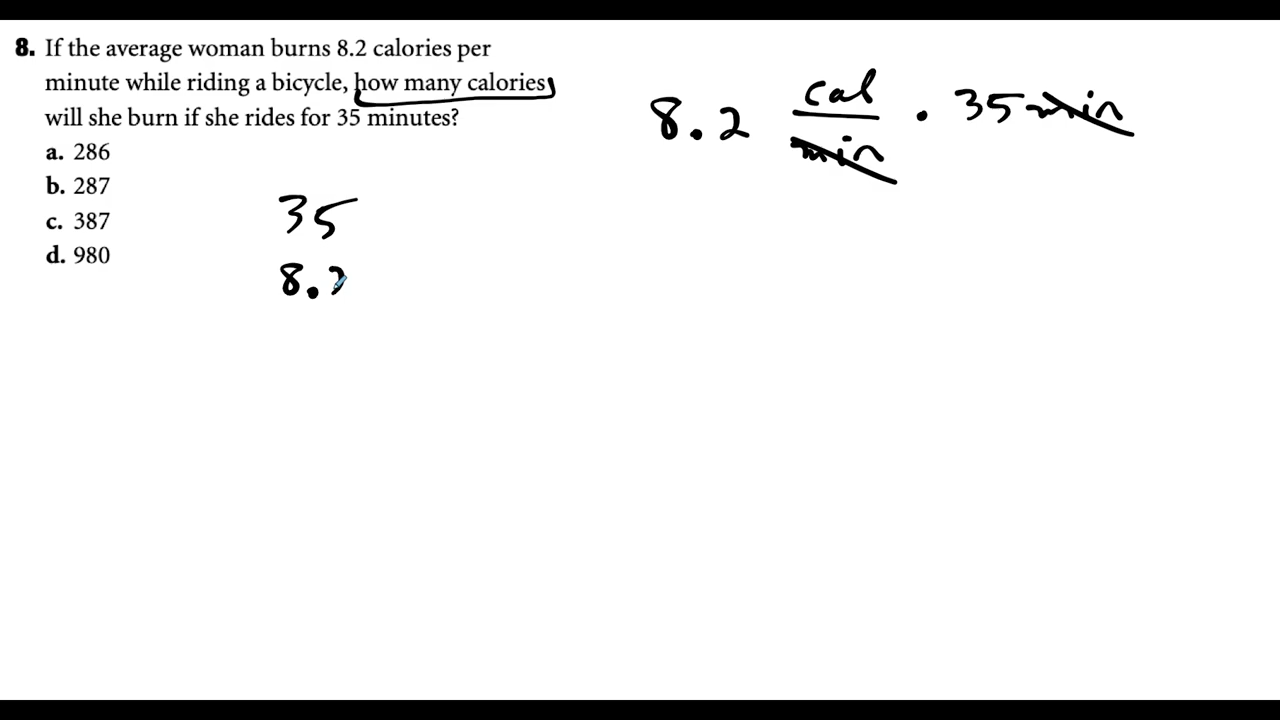 8. If the average woman burns 8.2 calories per
minute while riding a bicycle, how many calories
will she burn if she rides for 35 minutes?
a. 286
b. 287
c. 387
d. 980
8.2 cal/min · 35 min
35
8.2